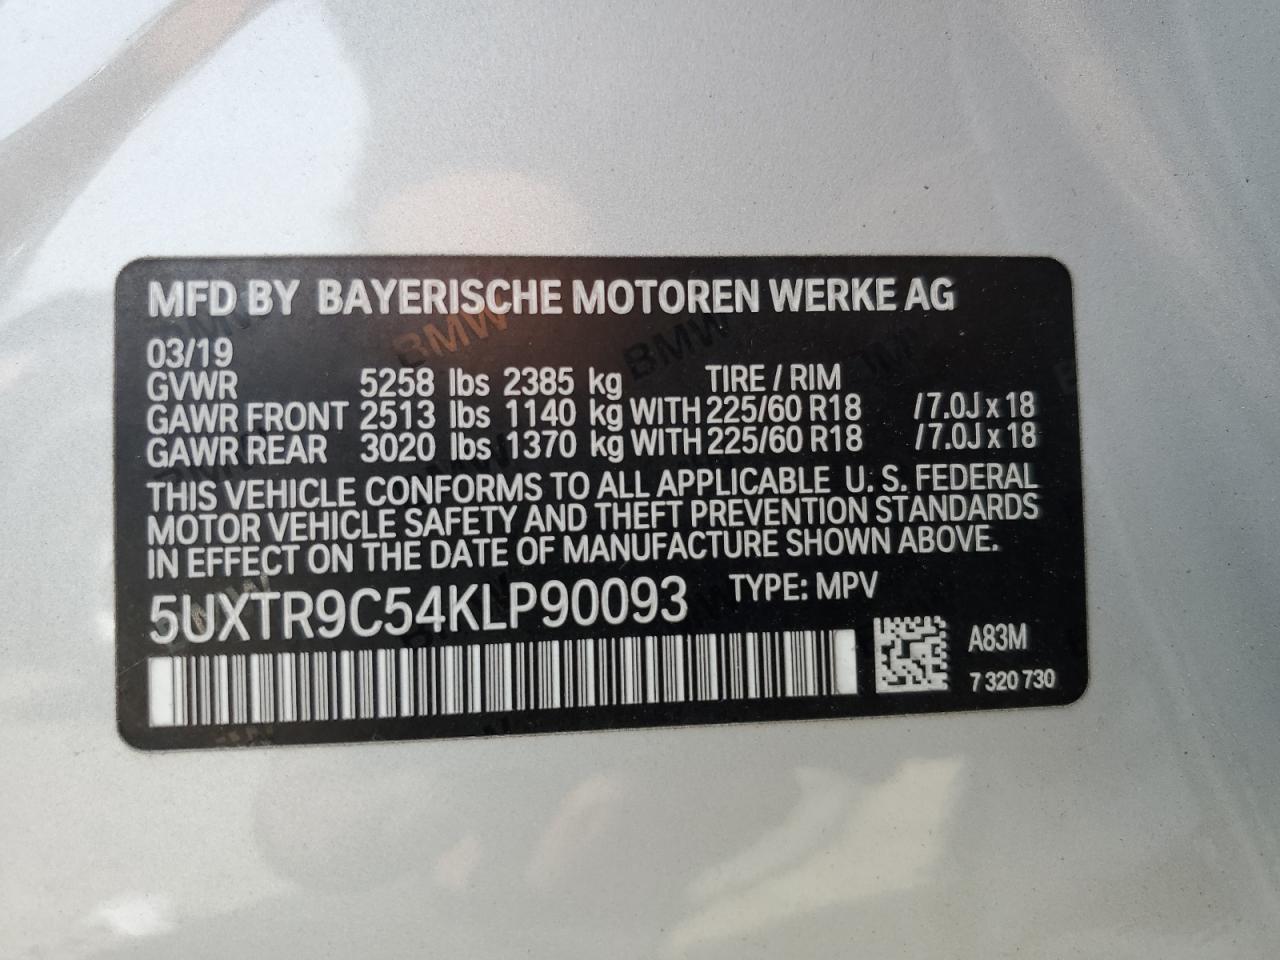 MFD BY BAYERISCHE MOTOREN WERKE AG
03/19
GVWR 5258 lbs 2385 kg TIRE / RIM
GAWR FRONT 2513 lbs 1140 kg WITH 225/60 R18 / 7.0J x 18
GAWR REAR 3020 lbs 1370 kg WITH 225/60 R18 / 7.0J x 18
THIS VEHICLE CONFORMS TO ALL APPLICABLE U. S. FEDERAL
MOTOR VEHICLE SAFETY AND THEFT PREVENTION STANDARDS
IN EFFECT ON THE DATE OF MANUFACTURE SHOWN ABOVE.
5UXTR9C54KLP90093 TYPE: MPV
A83M
7 320 730